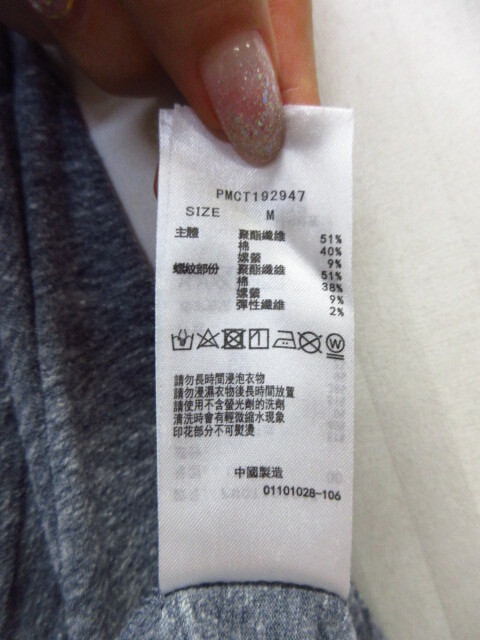 PMCT192947
SIZE M
主體 聚酯纖維 51%
棉 40%
嫘縈 9%
螺紋部份 聚酯纖維 51%
棉 38%
嫘縈 9%
彈性纖維 2%
W
請勿長時間浸泡衣物
請勿浸濕衣物後長時間放置
請使用不含螢光劑的洗劑
清洗時會有輕微縮水現象
印花部分不可熨燙
中國製造
01101028-106